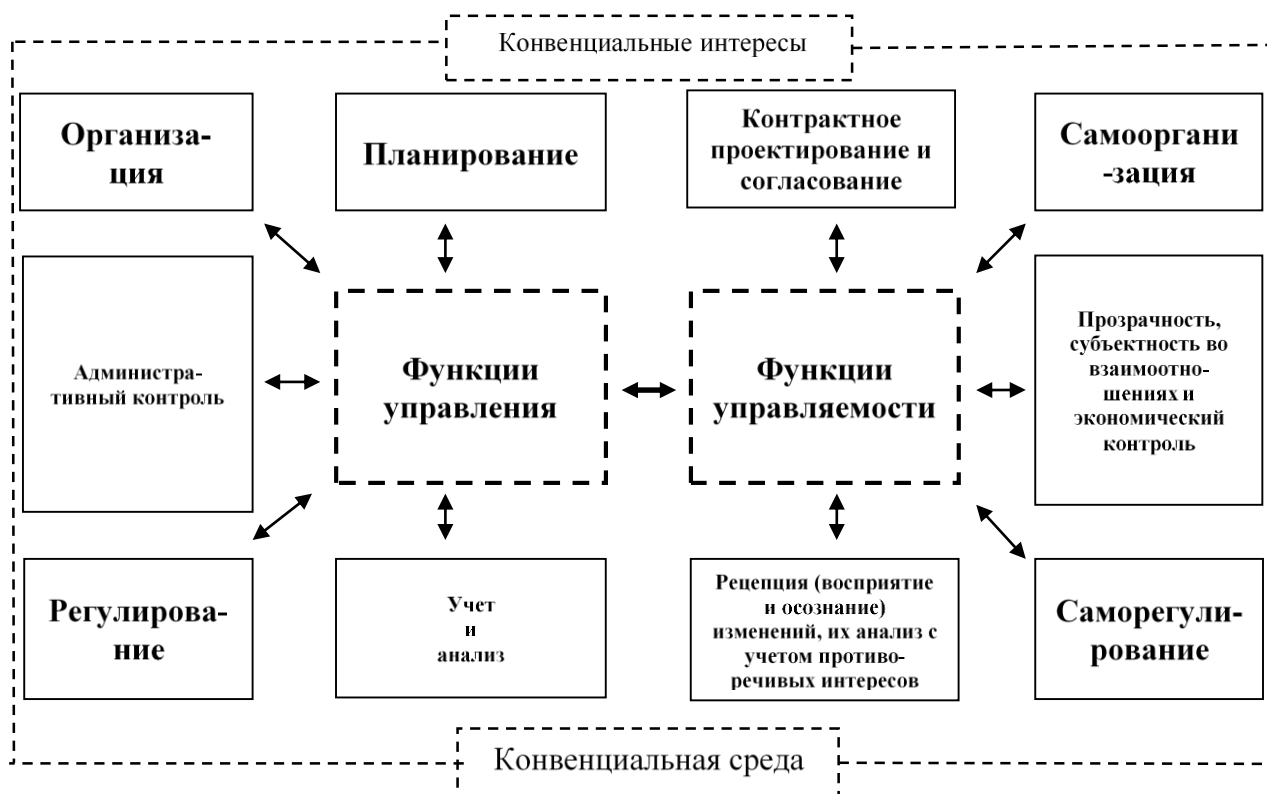 Конвенциальные интересы
Организа-
ция
Планирование
Контрактное
проектирование и
согласование
Самооргани
-зация
Администра-
тивный контроль
Функции
управления
Функции
управляемости
Прозрачность,
субъектность во
взаимоотно-
шениях и
экономический
контроль
Регулирова-
ние
Учет
и
анализ
Рецепция (восприятие
и осознание)
изменений, их анализ с
учетом противо-
речивых интересов
Саморегули-
рование
Конвенциальная среда